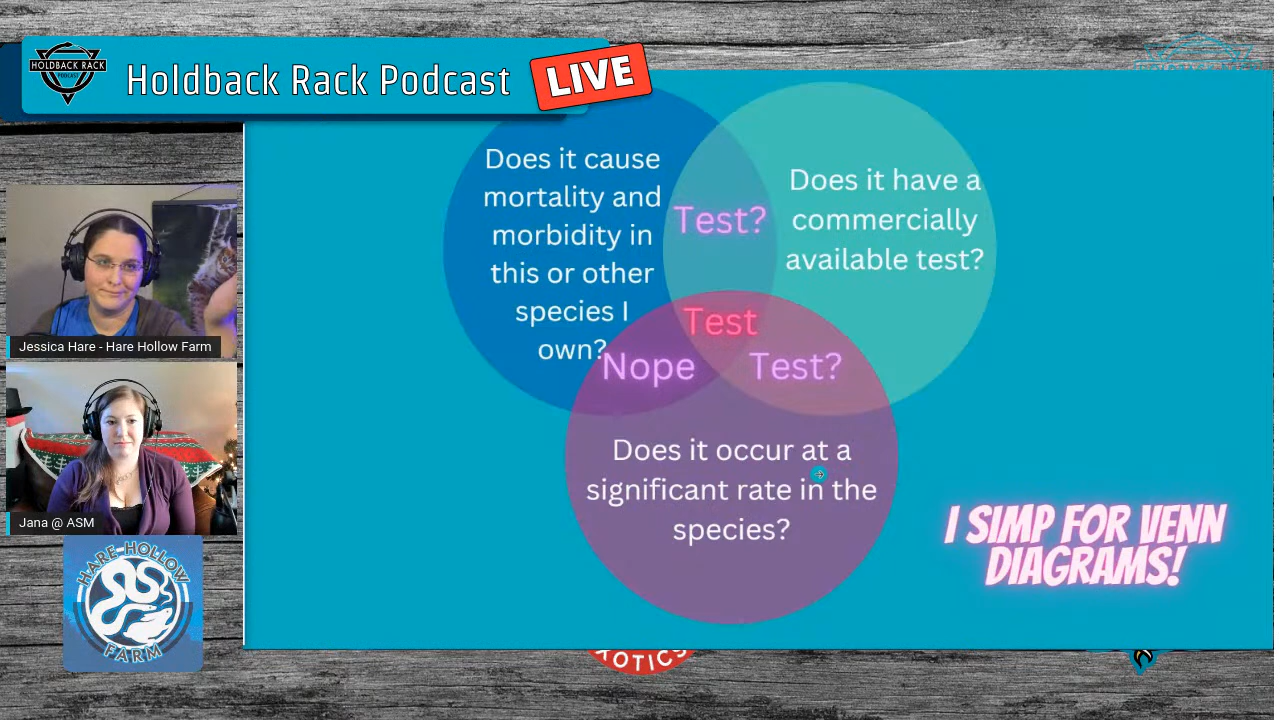 HOLDBACK RACK
PODCAST
Holdback Rack Podcast
LIVE
Does it cause
mortality and
morbidity in
this or other
species I
own?
Test?
Does it have a
commercially
available test?
Test
Nope
Test?
Does it occur at a
significant rate in the
species?
I SIMP FOR VENN
DIAGRAMS!
Jessica Hare - Hare Hollow Farm
Jana @ ASM
HARE HOLLOW
FARM